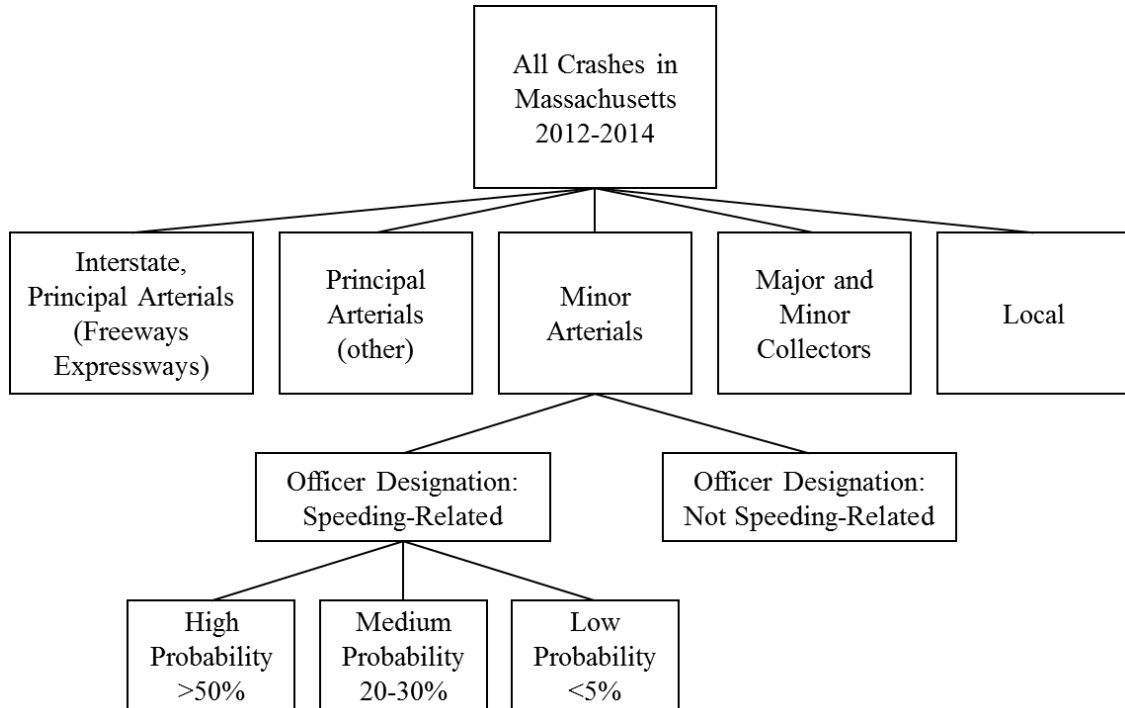 All Crashes in
Massachusetts
2012-2014
Interstate,
Principal Arterials
(Freeways
Expressways)
Principal
Arterials
(other)
Minor
Arterials
Major and
Minor
Collectors
Local
Officer Designation:
Speeding-Related
Officer Designation:
Not Speeding-Related
High
Probability
>50%
Medium
Probability
20-30%
Low
Probability
<5%